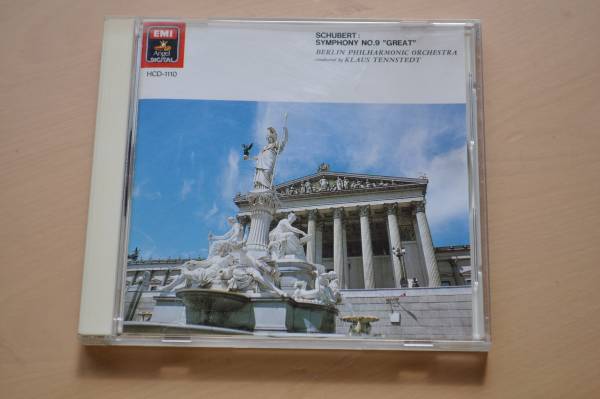 EMI
Angel
DIGITAL
HCD-1110
SCHUBERT:
SYMPHONY NO.9 "GREAT"
BERLIN PHILHARMONIC ORCHESTRA
conducted by KLAUS TENNSTEDT